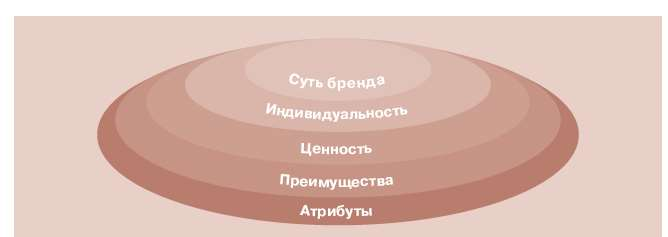 Суть бренда
Индивидуальность
Ценность
Преимущества
Атрибуты